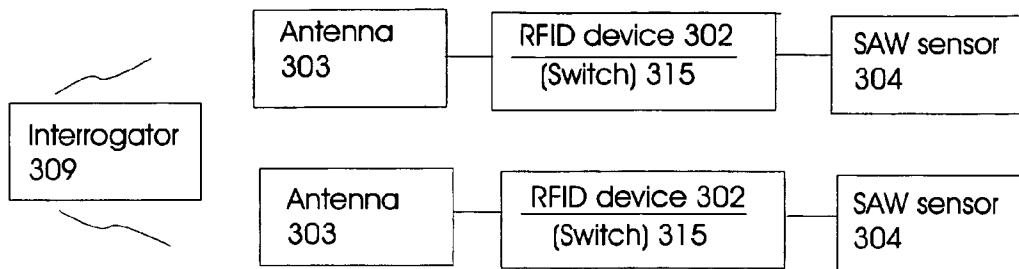 Interrogator
309
Antenna
303
RFID device 302
(Switch) 315
SAW sensor
304
Antenna
303
RFID device 302
(Switch) 315
SAW sensor
304